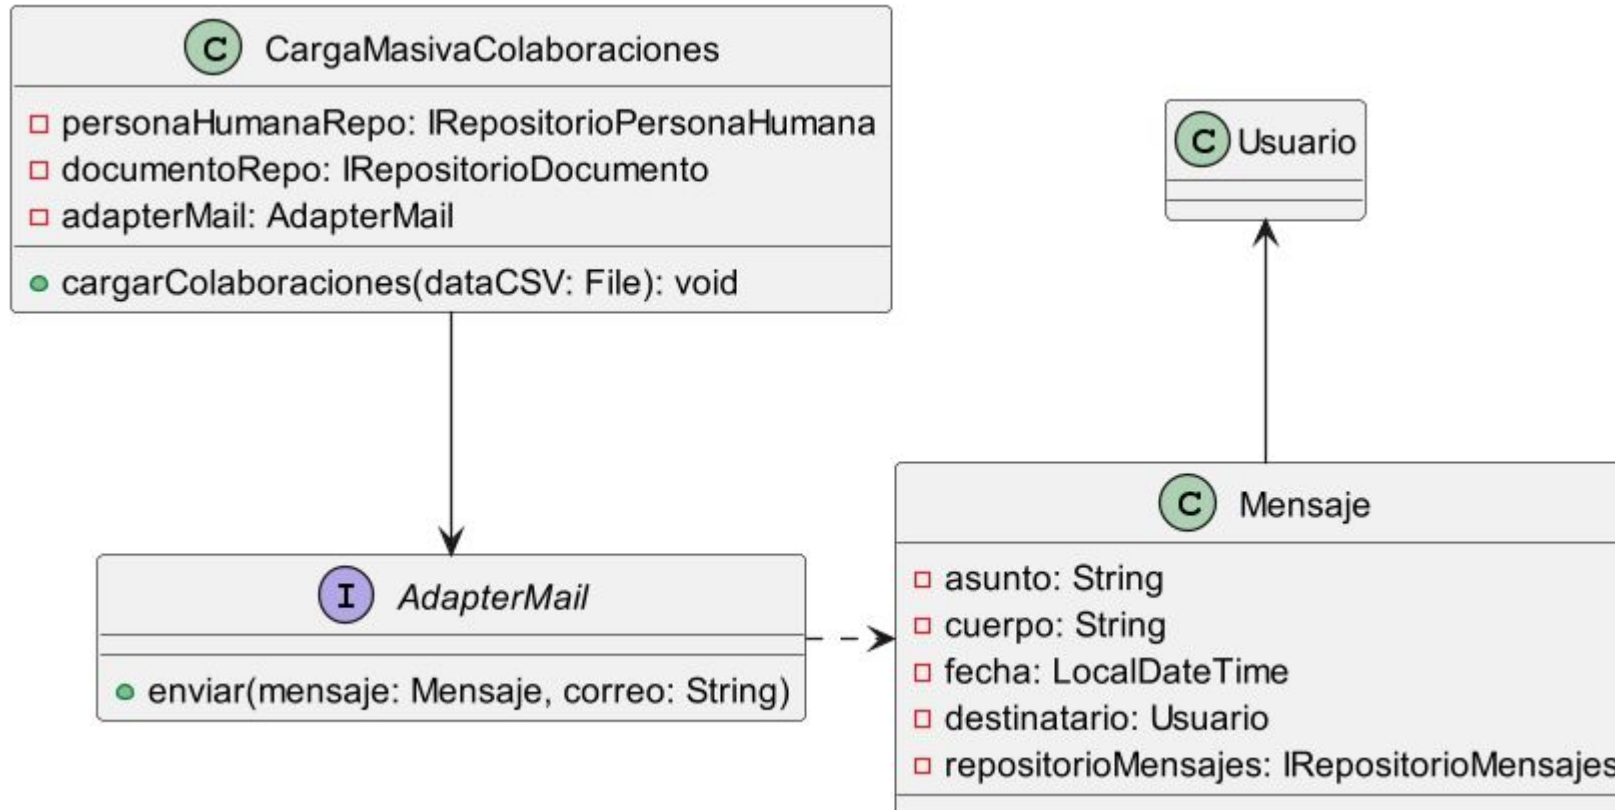 C CargaMasivaColaboraciones
personaHumanaRepo: IRepositorioPersonaHumana
documentoRepo: IRepositorioDocumento
adapterMail: AdapterMail
cargarColaboraciones(dataCSV: File): void
C Usuario
I AdapterMail
enviar(mensaje: Mensaje, correo: String)
C Mensaje
asunto: String
cuerpo: String
fecha: LocalDateTime
destinatario: Usuario
repositorioMensajes: IRepositorioMensajes